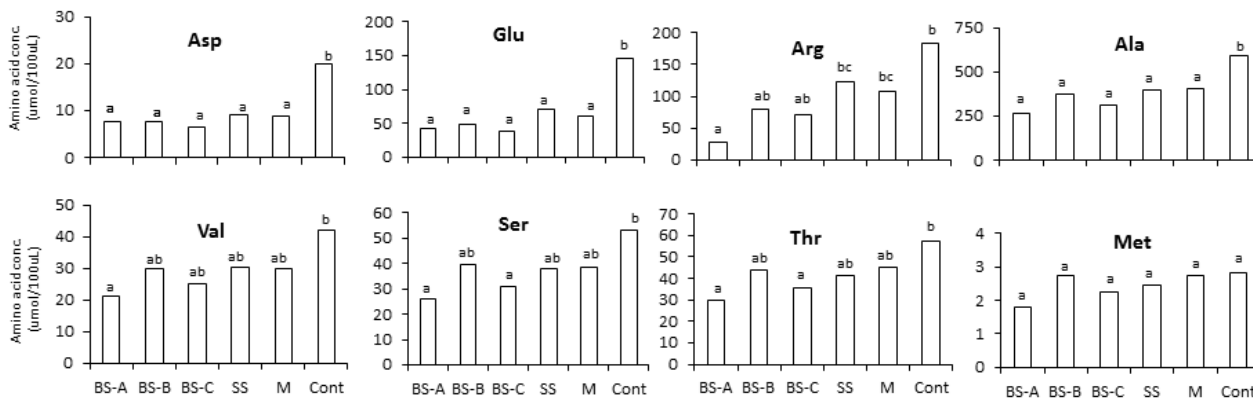 Amino acid conc.
(umol/100uL)
Asp
30
20
10
0
a a a a a b
Glu
200
150
100
50
0
a a a a a b
Arg
200
150
100
50
0
a ab ab bc bc c
Ala
750
500
250
0
a a a a a b
Amino acid conc.
(umol/100uL)
Val
50
40
30
20
10
0
a ab ab ab ab b
BS-A BS-B BS-C SS M Cont
Ser
60
50
40
30
20
10
0
a ab a ab ab b
BS-A BS-B BS-C SS M Cont
Thr
70
60
50
40
30
20
10
0
a ab a ab ab b
BS-A BS-B BS-C SS M Cont
Met
4
3
2
1
0
a a a a a a
BS-A BS-B BS-C SS M Cont